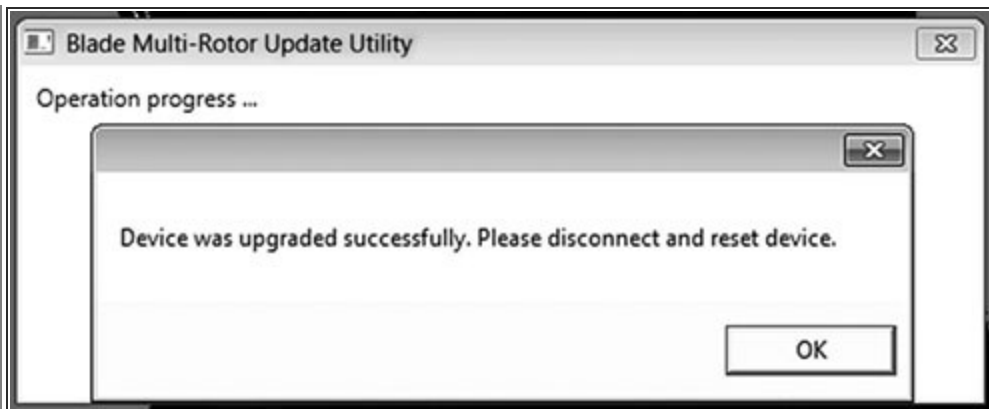 Blade Multi-Rotor Update Utility
Operation progress ...
Device was upgraded successfully. Please disconnect and reset device.
OK